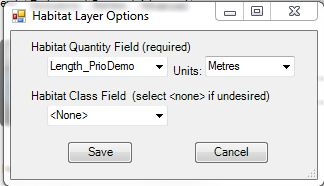 Habitat Layer Options
Habitat Quantity Field (required)
Length_PrioDemo Units: Metres
Habitat Class Field (select <none> if undesired)
<None>
Save Cancel